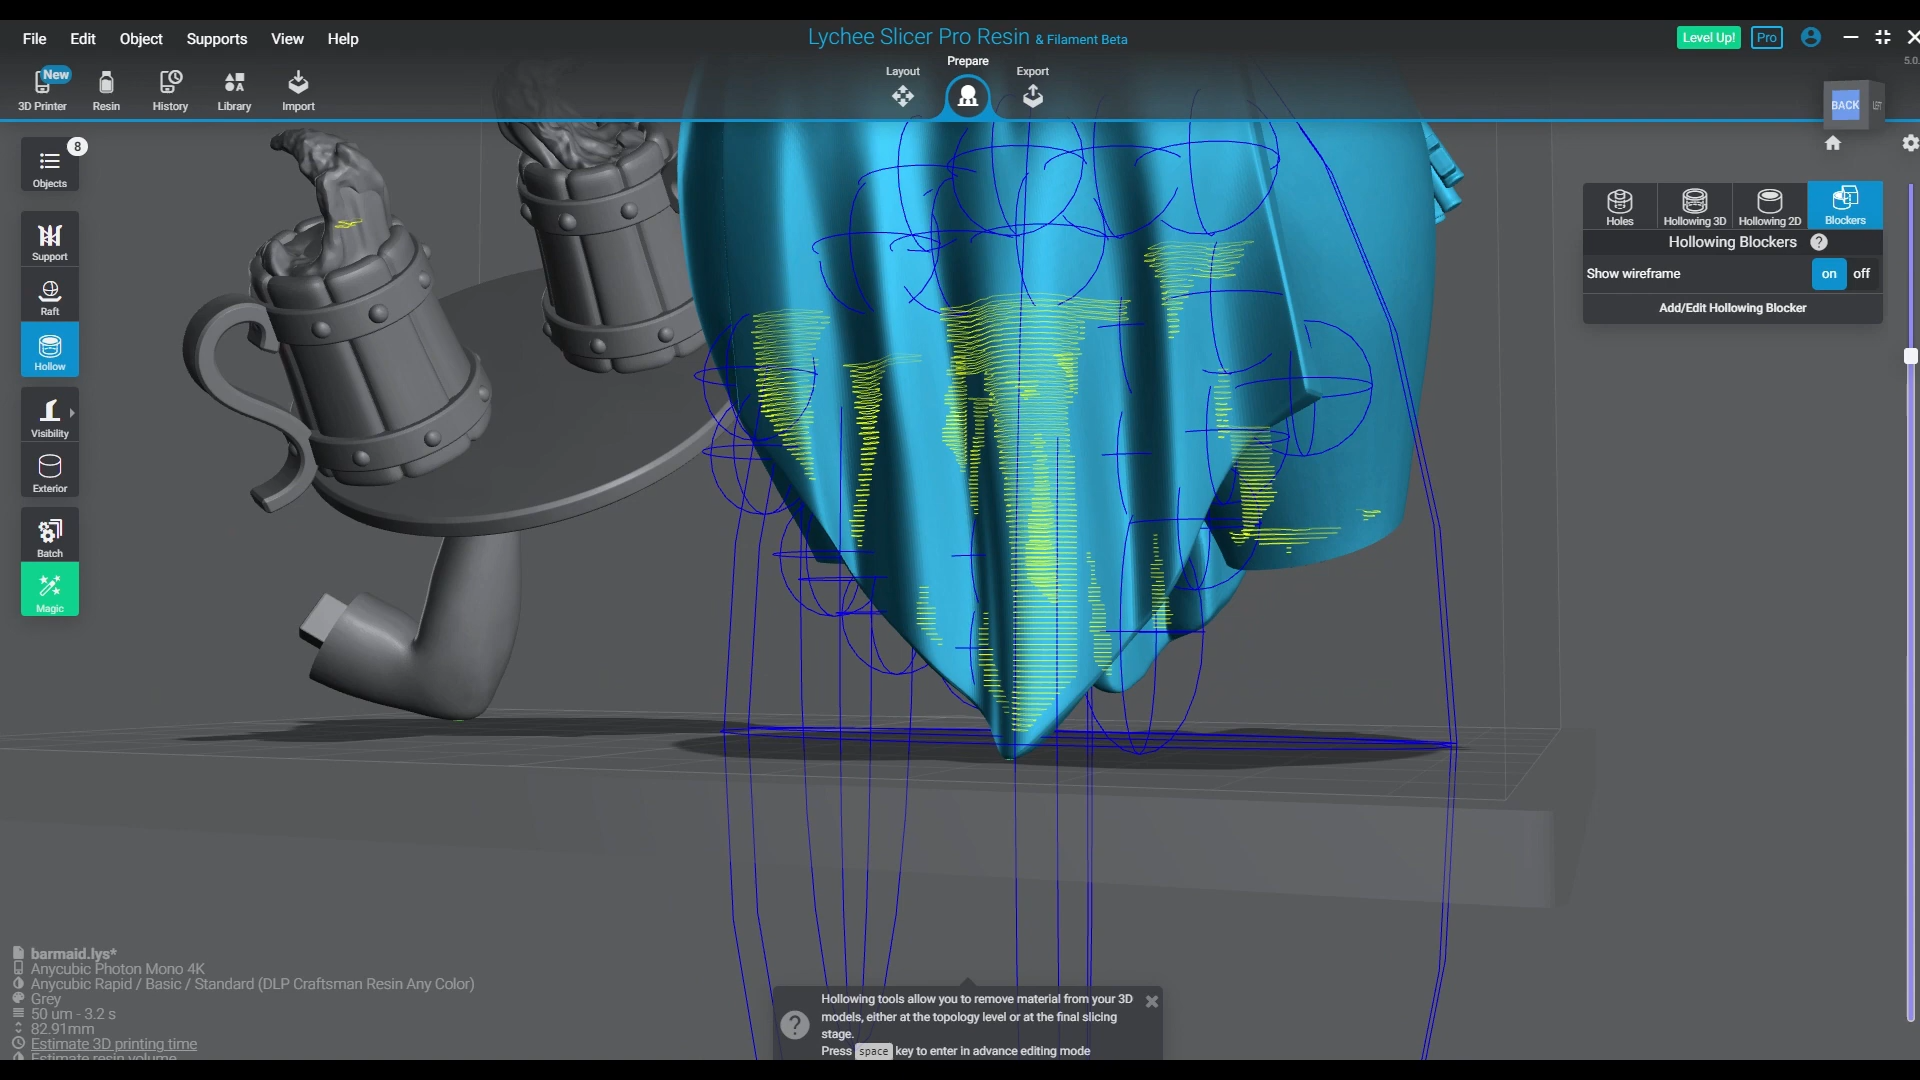 File Edit Object Supports View Help
Lychee Slicer Pro Resin & Filament Beta
Level Up! Pro
5.0.
New
3D Printer Resin History Library Import
Layout Prepare Export
BACK
8
Objects
Support
Raft
Hollow
Visibility
Exterior
Batch
Magic
Holes Hollowing 3D Hollowing 2D Blockers
Hollowing Blockers ?
Show wireframe on off
Add/Edit Hollowing Blocker
barmaid.lys*
Anycubic Photon Mono 4K
Anycubic Rapid / Basic / Standard (DLP Craftsman Resin Any Color)
Grey
50 um - 3.2 s
82.91mm
Estimate 3D printing time
Estimate resin volume
?
Hollowing tools allow you to remove material from your 3D
models, either at the topology level or at the final slicing
stage.
Press space key to enter in advance editing mode